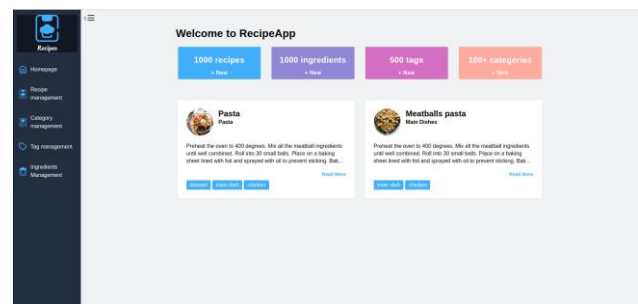 Recipes
Homepage
Recipe
management
Category
management
Tag management
Ingredients
Management
Welcome to RecipeApp
1000 recipes
+ New
1000 ingredients
+ New
500 tags
+ New
100+ categories
+ New
Pasta
Pasta
Preheat the oven to 400 degrees. Mix all the meatball ingredients
until well combined. Roll into 30 small balls. Place on a baking
sheet lined with foil and sprayed with oil to prevent sticking. Bak...
Read More
dessert main dish chicken
Meatballs pasta
Main Dishes
Preheat the oven to 400 degrees. Mix all the meatball ingredients
until well combined. Roll into 30 small balls. Place on a baking
sheet lined with foil and sprayed with oil to prevent sticking. Bak...
Read More
main dish chicken